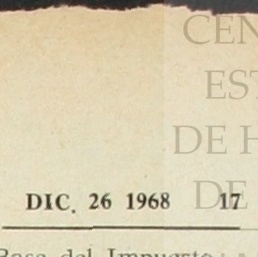 CEN
EST
DE H
DE
DIC. 26 1968 17
Base del Impuesto